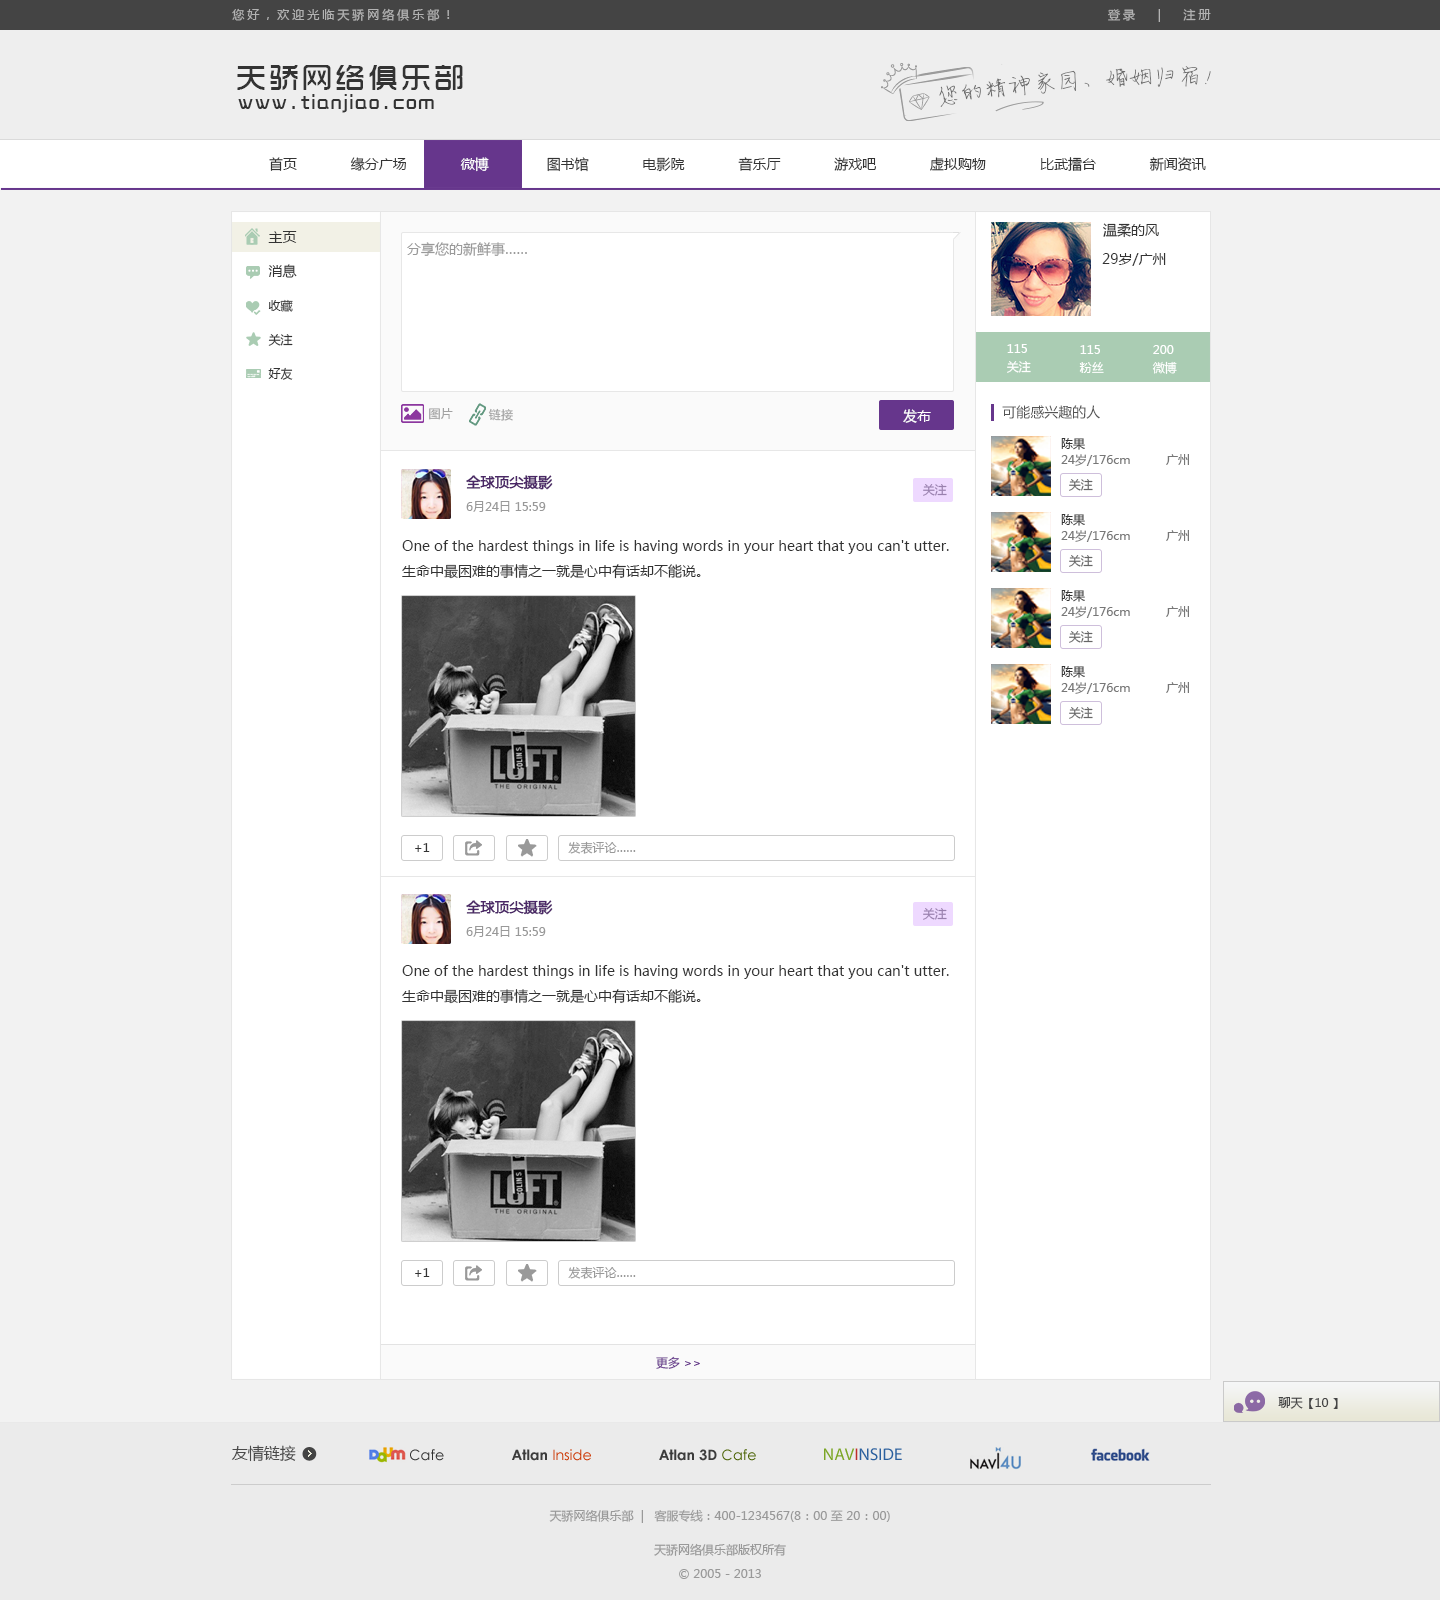 您好，欢迎光临天骄网络俱乐部！
登录 | 注册
天骄网络俱乐部
www.tianjiao.com
您的精神家园、婚姻归宿！
首页 缘分广场 微博 图书馆 电影院 音乐厅 游戏吧 虚拟购物 比武擂台 新闻资讯
主页
消息
收藏
关注
好友
分享您的新鲜事......
图片 链接 发布
全球顶尖摄影
6月24日 15:59
关注
One of the hardest things in life is having words in your heart that you can't utter.
生命中最困难的事情之一就是心中有话却不能说。
COLIN'S
LOFT
THE ORIGINAL
+1 发表评论......
全球顶尖摄影
6月24日 15:59
关注
One of the hardest things in life is having words in your heart that you can't utter.
生命中最困难的事情之一就是心中有话却不能说。
COLIN'S
LOFT
THE ORIGINAL
+1 发表评论......
更多 >>
温柔的风
29岁/广州
115 115 200
关注 粉丝 微博
可能感兴趣的人
陈果
24岁/176cm 广州
关注
陈果
24岁/176cm 广州
关注
陈果
24岁/176cm 广州
关注
陈果
24岁/176cm 广州
关注
聊天【10 】
友情链接 Daum Cafe Atlan Inside Atlan 3D Cafe NAVINSIDE NAVI4U facebook
天骄网络俱乐部 | 客服专线：400-1234567(8：00 至 20：00)
天骄网络俱乐部版权所有
© 2005 - 2013